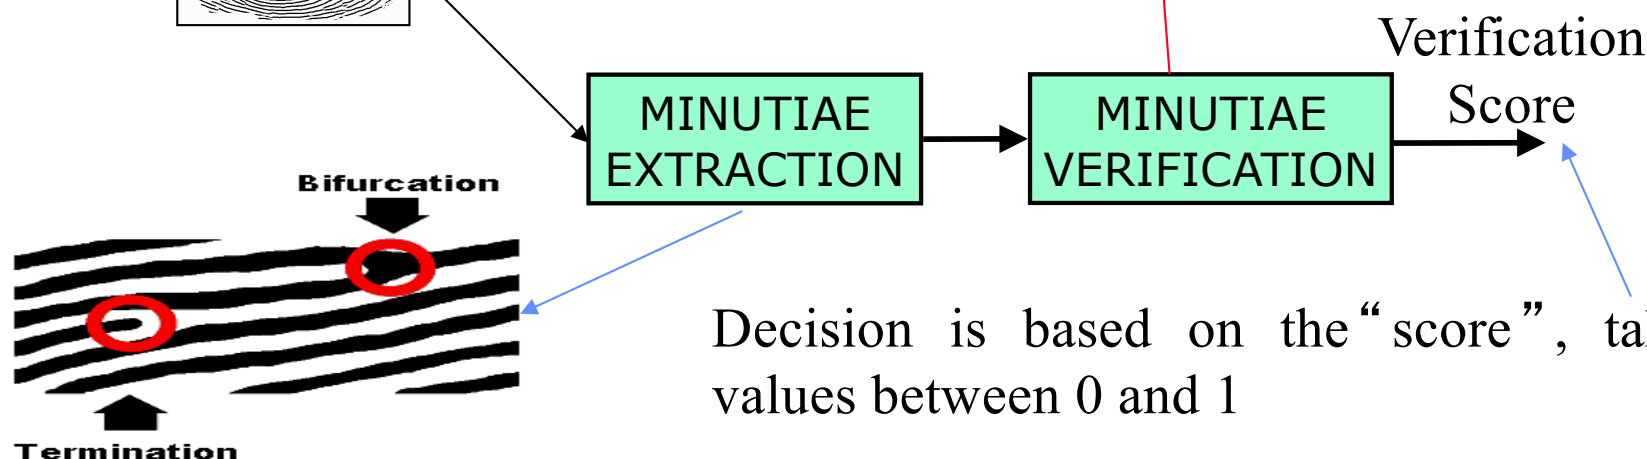 Verification
Score
MINUTIAE
EXTRACTION
MINUTIAE
VERIFICATION
Bifurcation
Termination
Decision is based on the “score”,
values between 0 and 1